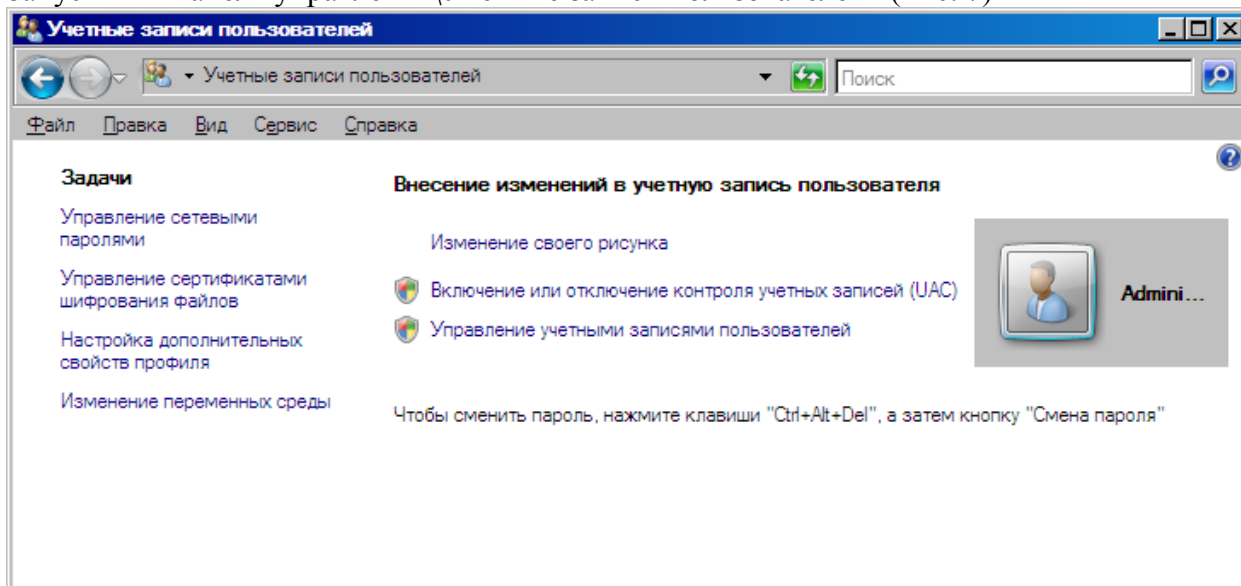 Учетные записи пользователей
Учетные записи пользователей
Поиск
Файл Правка Вид Сервис Справка
Задачи
Управление сетевыми
паролями
Управление сертификатами
шифрования файлов
Настройка дополнительных
свойств профиля
Изменение переменных среды
Внесение изменений в учетную запись пользователя
Изменение своего рисунка
Включение или отключение контроля учетных записей (UAC)
Управление учетными записями пользователей
Admini...
Чтобы сменить пароль, нажмите клавиши "Ctrl+Alt+Del", а затем кнопку "Смена пароля"